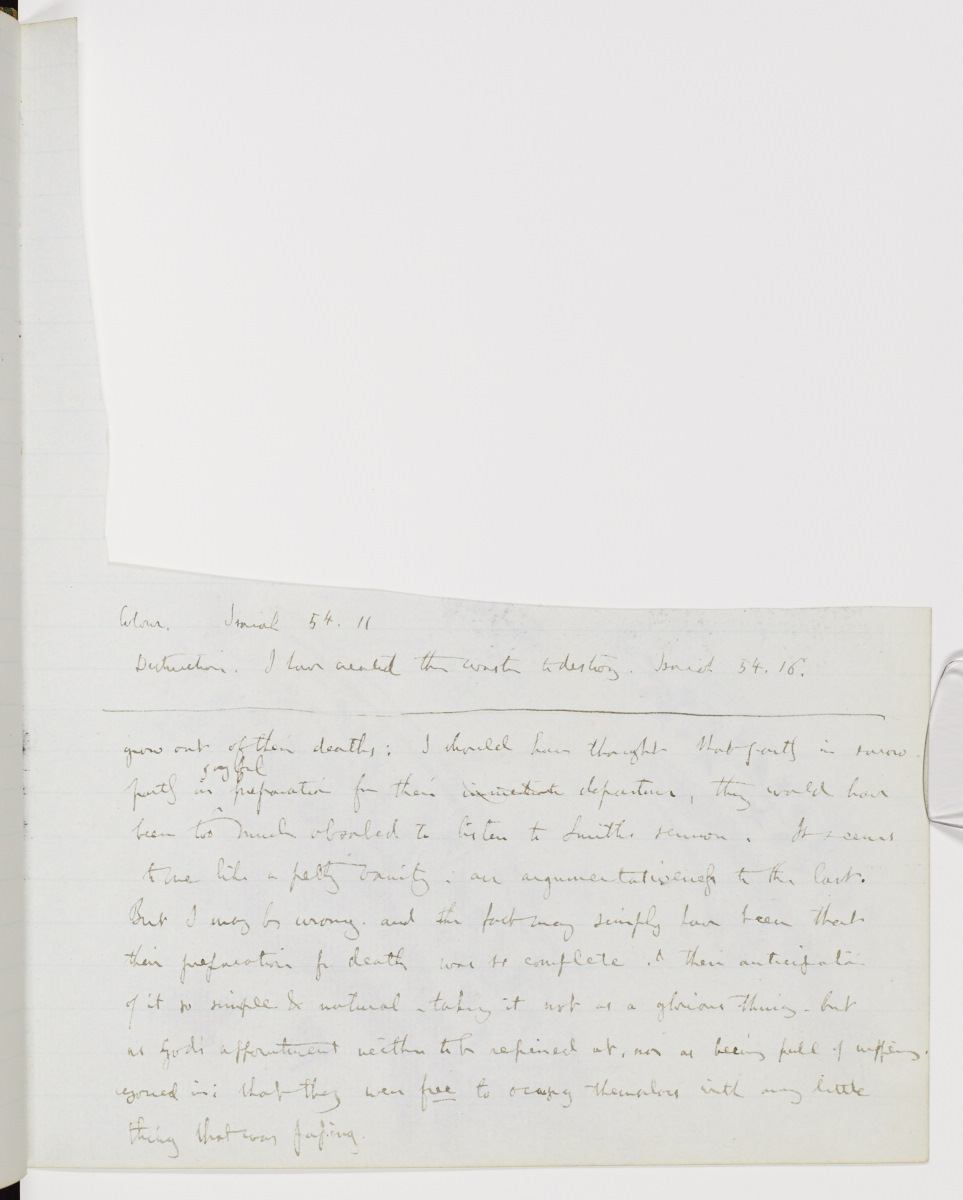 Colour. Isaiah 54. 11
Destruction. I have created the waster to destroy. Isaiah 54. 16.
grow out of their deaths; I should have thought that partly in sorrow
joyful
partly in preparation for their immediate departure, they would have
been too much absorbed to listen to Smiths sermon. It seems
to me like a petty vanity. an argumentativeness to the last.
But I may be wrong. and the fact may simply have been that
their preparation for death was so complete. & their anticipation
of it so simple & natural - taking it not as a glorious thing - but
as Gods appointment neither to be repined at, nor as being full of suffering.
rejoiced in; that they were free to occupy themselves with any little
thing that was passing.